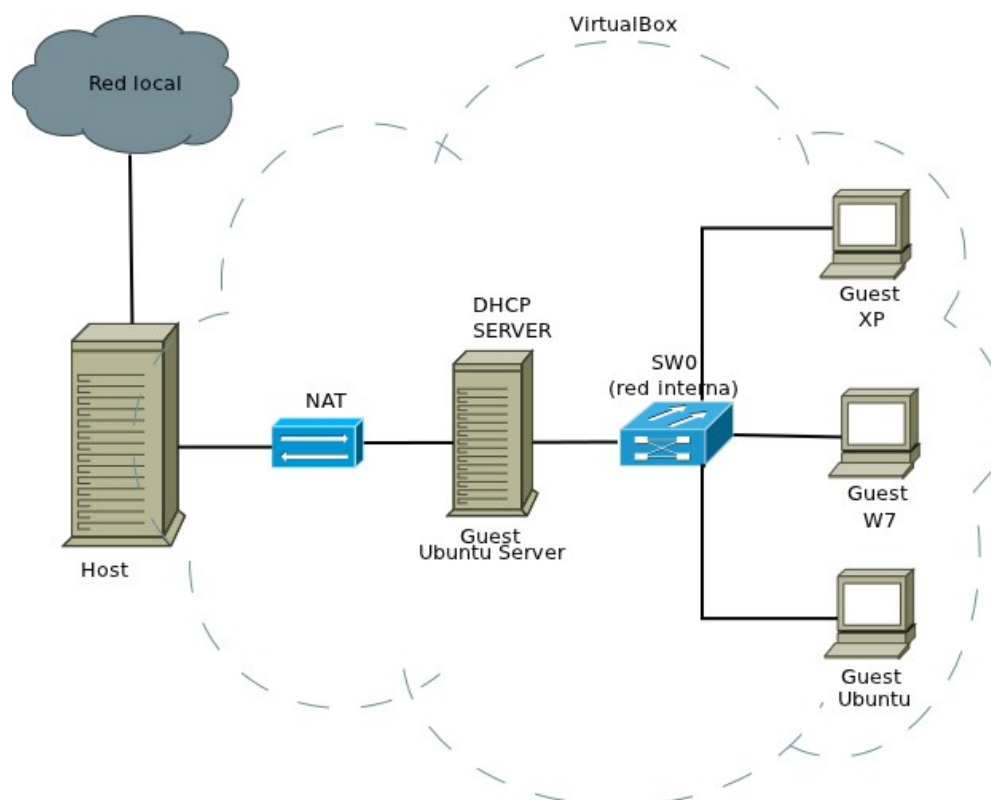 VirtualBox
Red local
DHCP
SERVER
NAT
SW0
(red interna)
Guest
XP
Guest
W7
Host
Guest
Ubuntu Server
Guest
Ubuntu